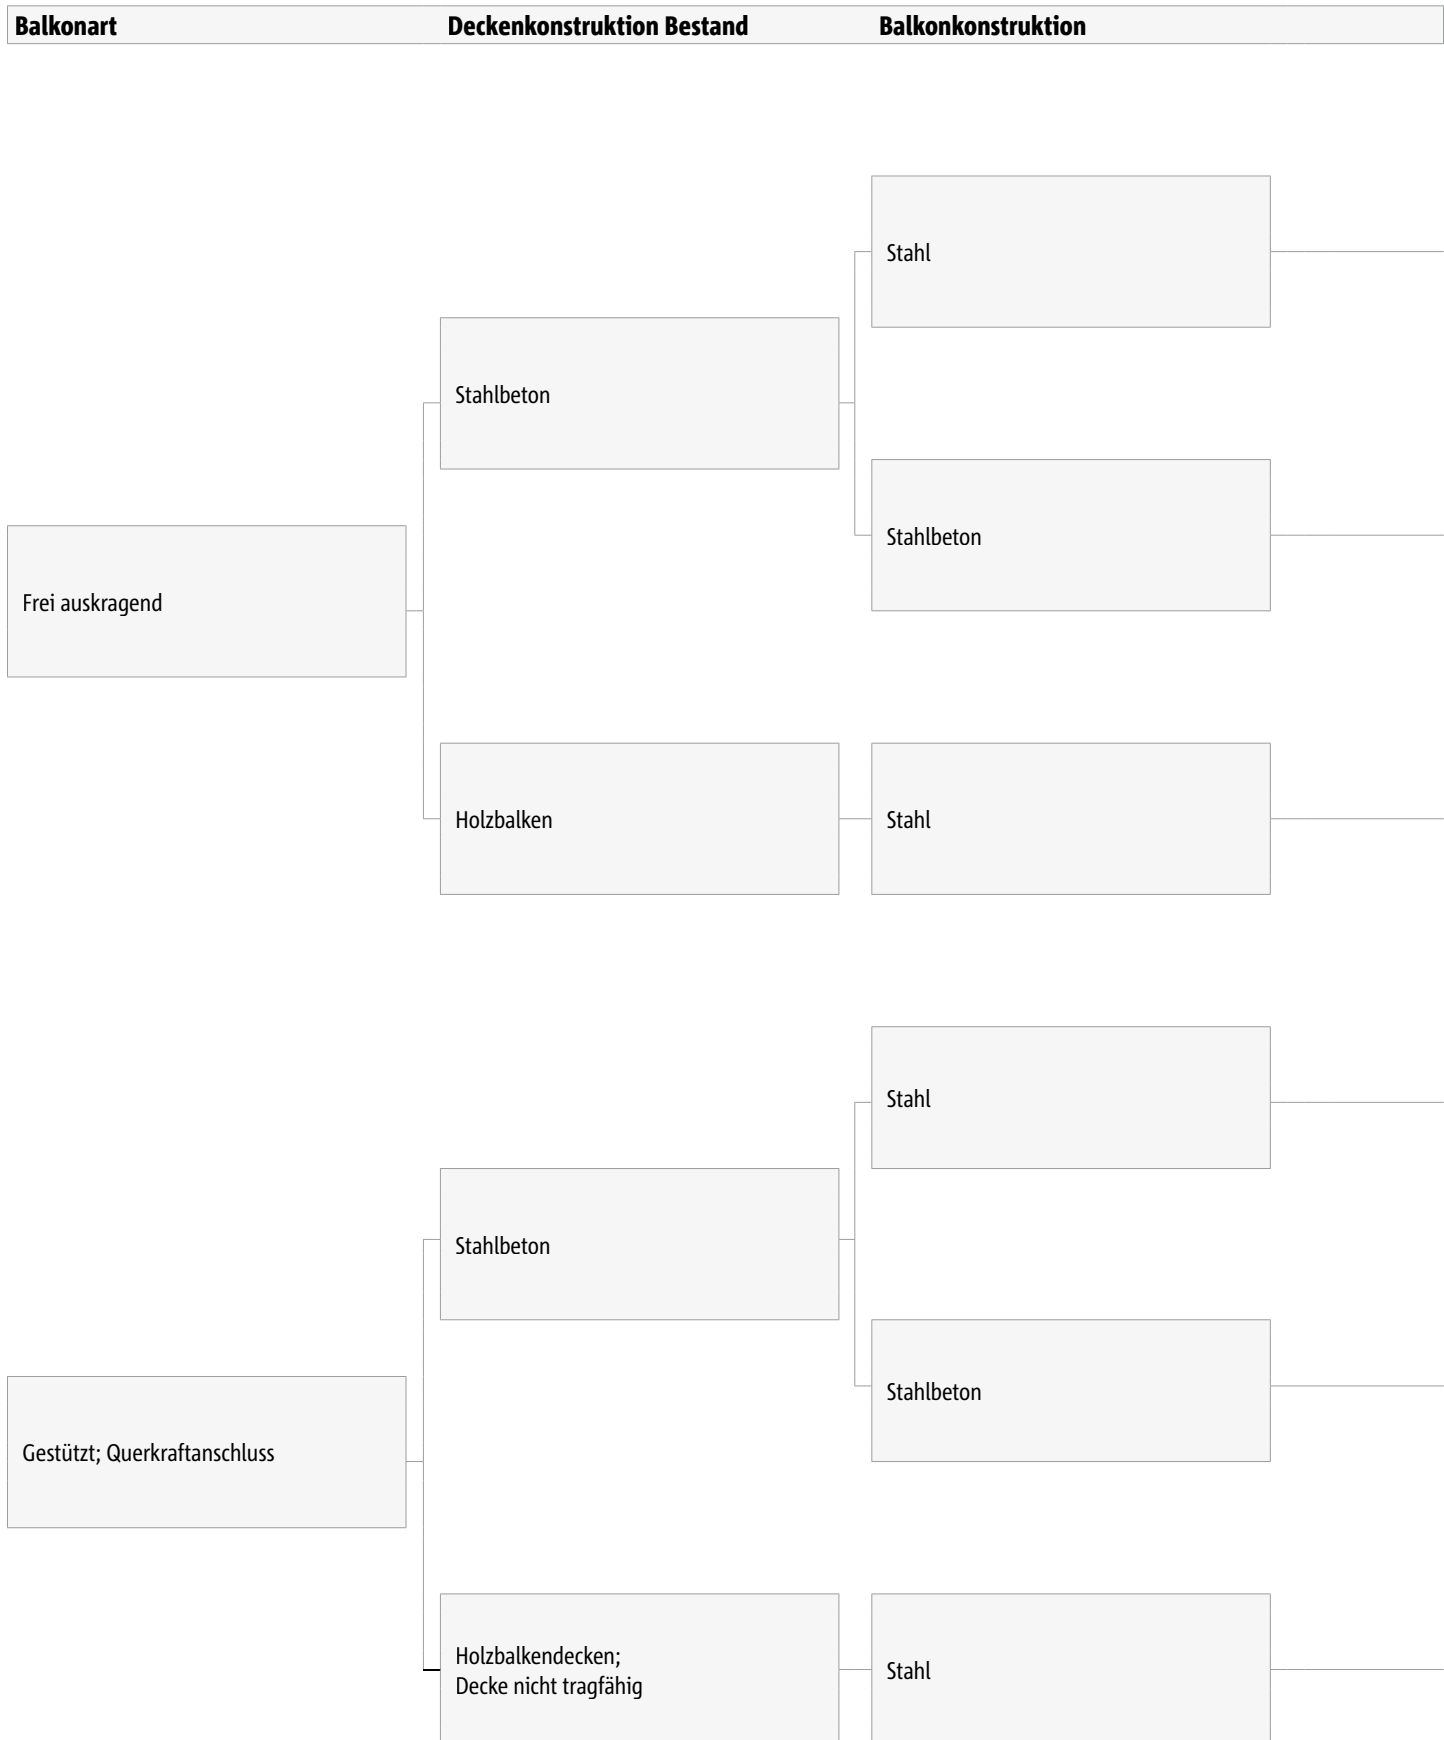 Balkonart Deckenkonstruktion Bestand Balkonkonstruktion
Stahl
Stahlbeton
Stahlbeton
Frei auskragend
Holzbalken Stahl
Stahl
Stahlbeton
Stahlbeton
Gestützt; Querkraftanschluss
Holzbalkendecken;
Decke nicht tragfähig
Stahl